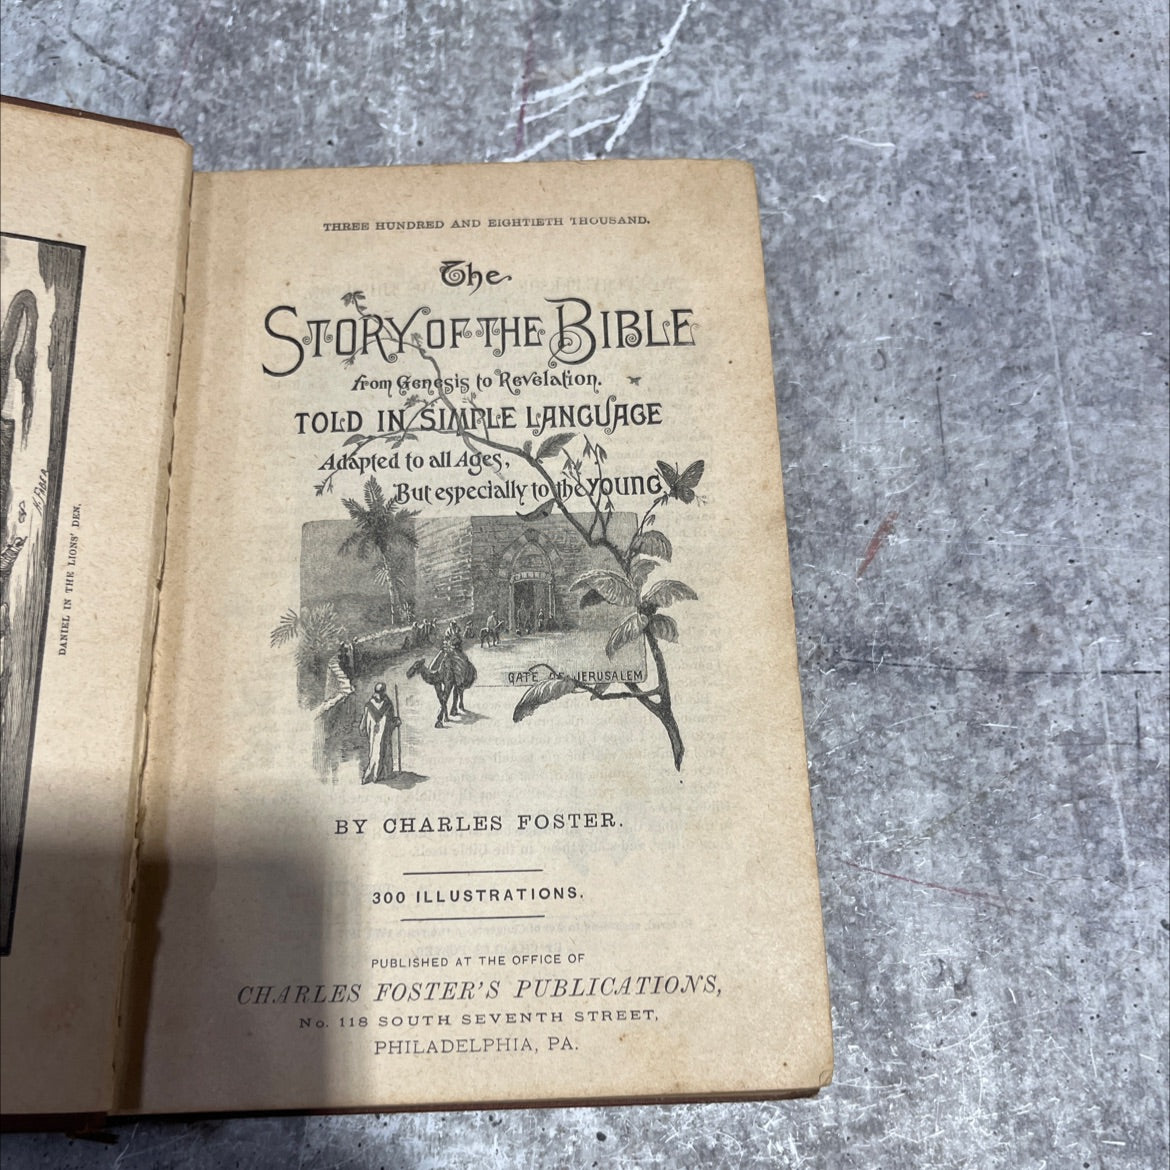 DANIEL IN THE LIONS' DEN.
THREE HUNDRED AND EIGHTIETH THOUSAND.
The
STORY OF THE BIBLE
from Genesis to Revelation.
TOLD IN SIMPLE LANGUAGE
Adapted to all Ages,
But especially to the YOUNG
GATE OF JERUSALEM
BY CHARLES FOSTER.
300 ILLUSTRATIONS.
PUBLISHED AT THE OFFICE OF
CHARLES FOSTER'S PUBLICATIONS,
No. 118 SOUTH SEVENTH STREET,
PHILADELPHIA, PA.